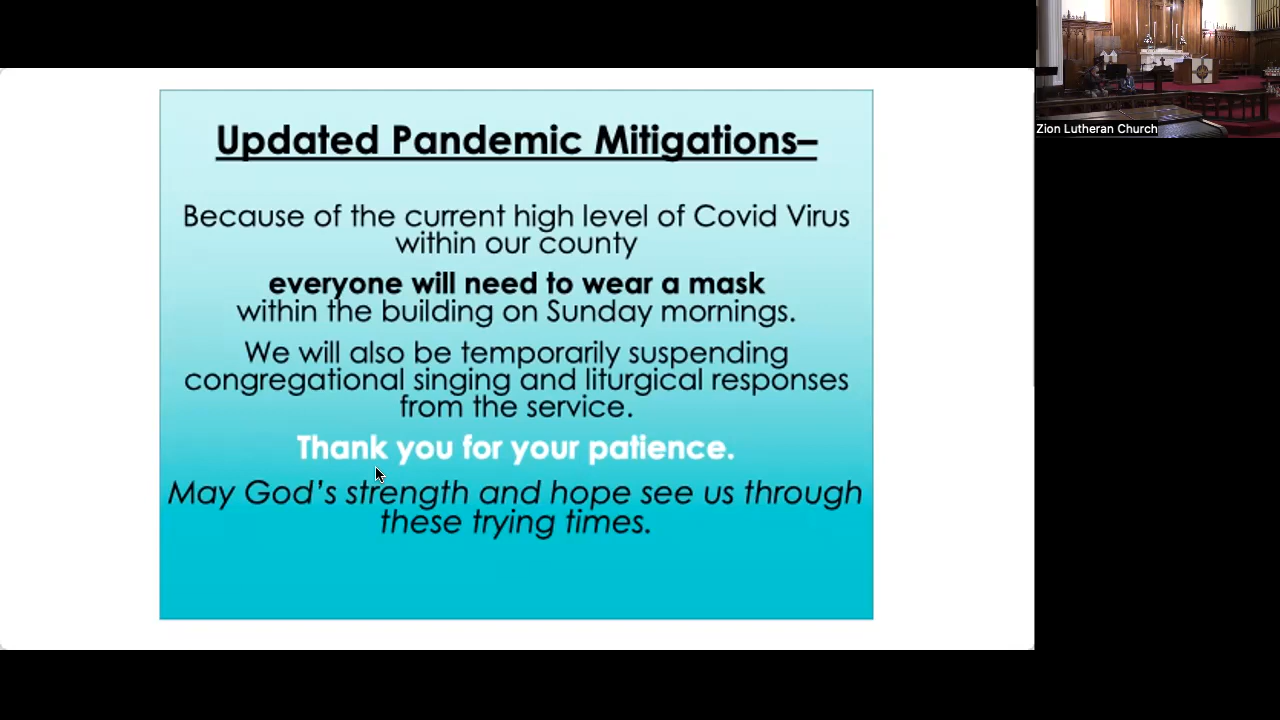 Updated Pandemic Mitigations–
Because of the current high level of Covid Virus
within our county
everyone will need to wear a mask
within the building on Sunday mornings.
We will also be temporarily suspending
congregational singing and liturgical responses
from the service.
Thank you for your patience.
May God's strength and hope see us through
these trying times.
Zion Lutheran Church